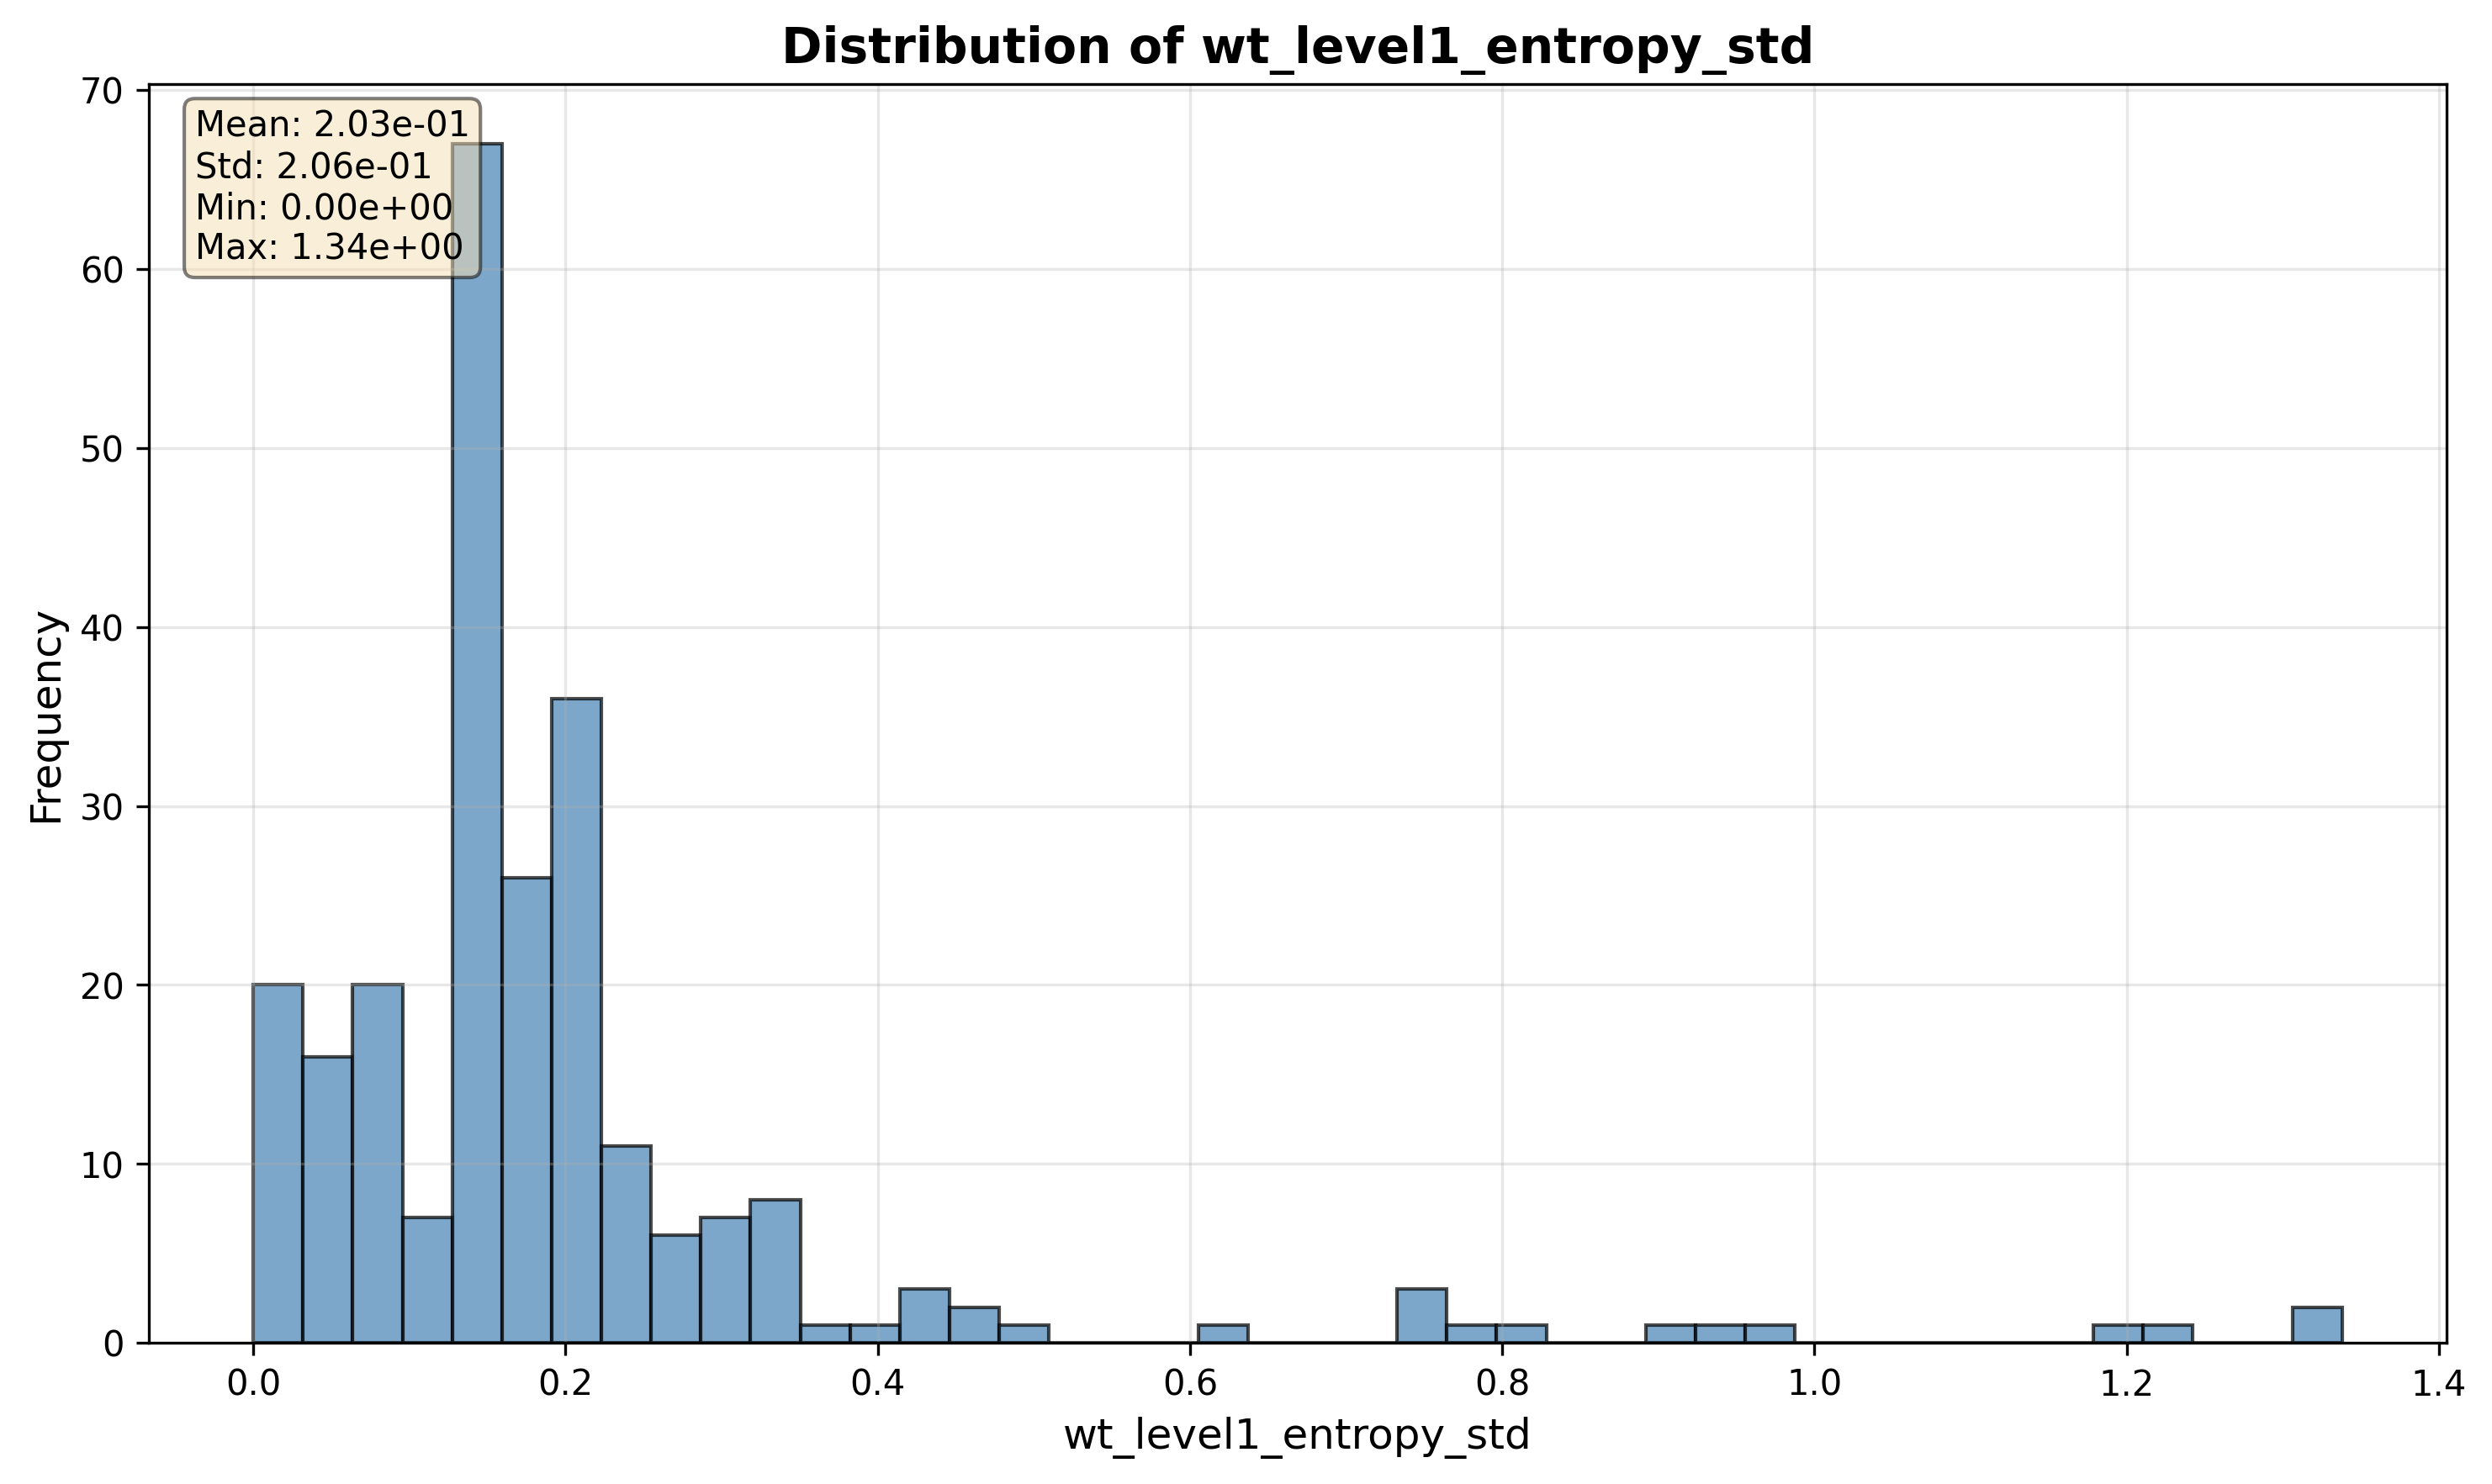 Distribution of wt_level1_entropy_std
70
60
50
40
30
20
10
0
Frequency
Mean: 2.03e-01
Std: 2.06e-01
Min: 0.00e+00
Max: 1.34e+00
0.0 0.2 0.4 0.6 0.8 1.0 1.2 1.4
wt_level1_entropy_std